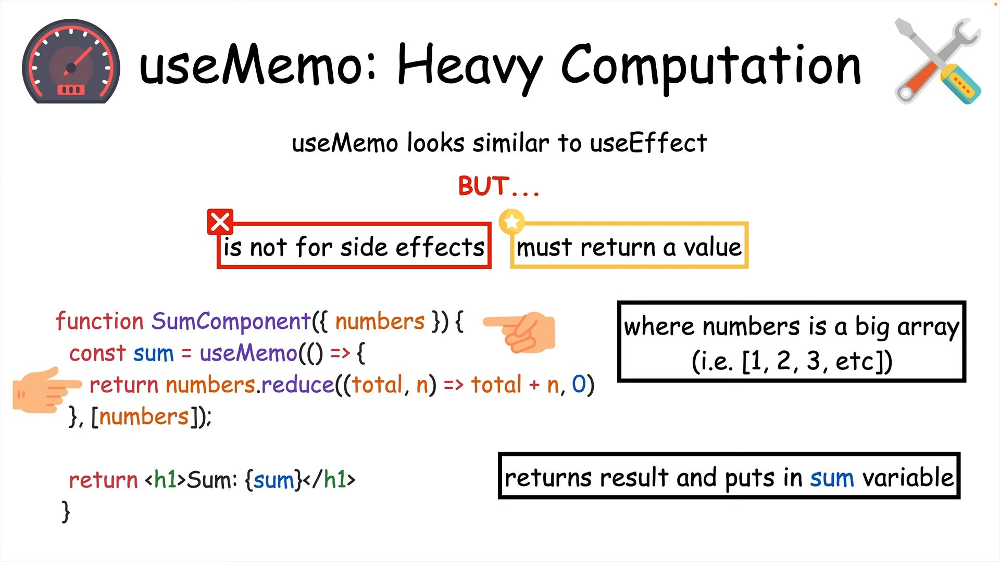 useMemo: Heavy Computation
useMemo looks similar to useEffect
BUT...
is not for side effects
must return a value
function SumComponent({ numbers }) {
const sum = useMemo(() => {
return numbers.reduce((total, n) => total + n, 0)
}, [numbers]);
return <h1>Sum: {sum}</h1>
}
where numbers is a big array
(i.e. [1, 2, 3, etc])
returns result and puts in sum variable